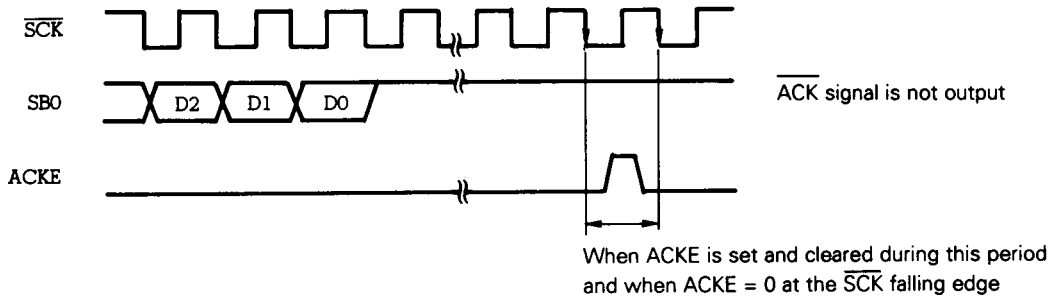 SCK
SB0 D2 D1 D0
ACK signal is not output
ACKE
When ACKE is set and cleared during this period
and when ACKE = 0 at the SCK falling edge